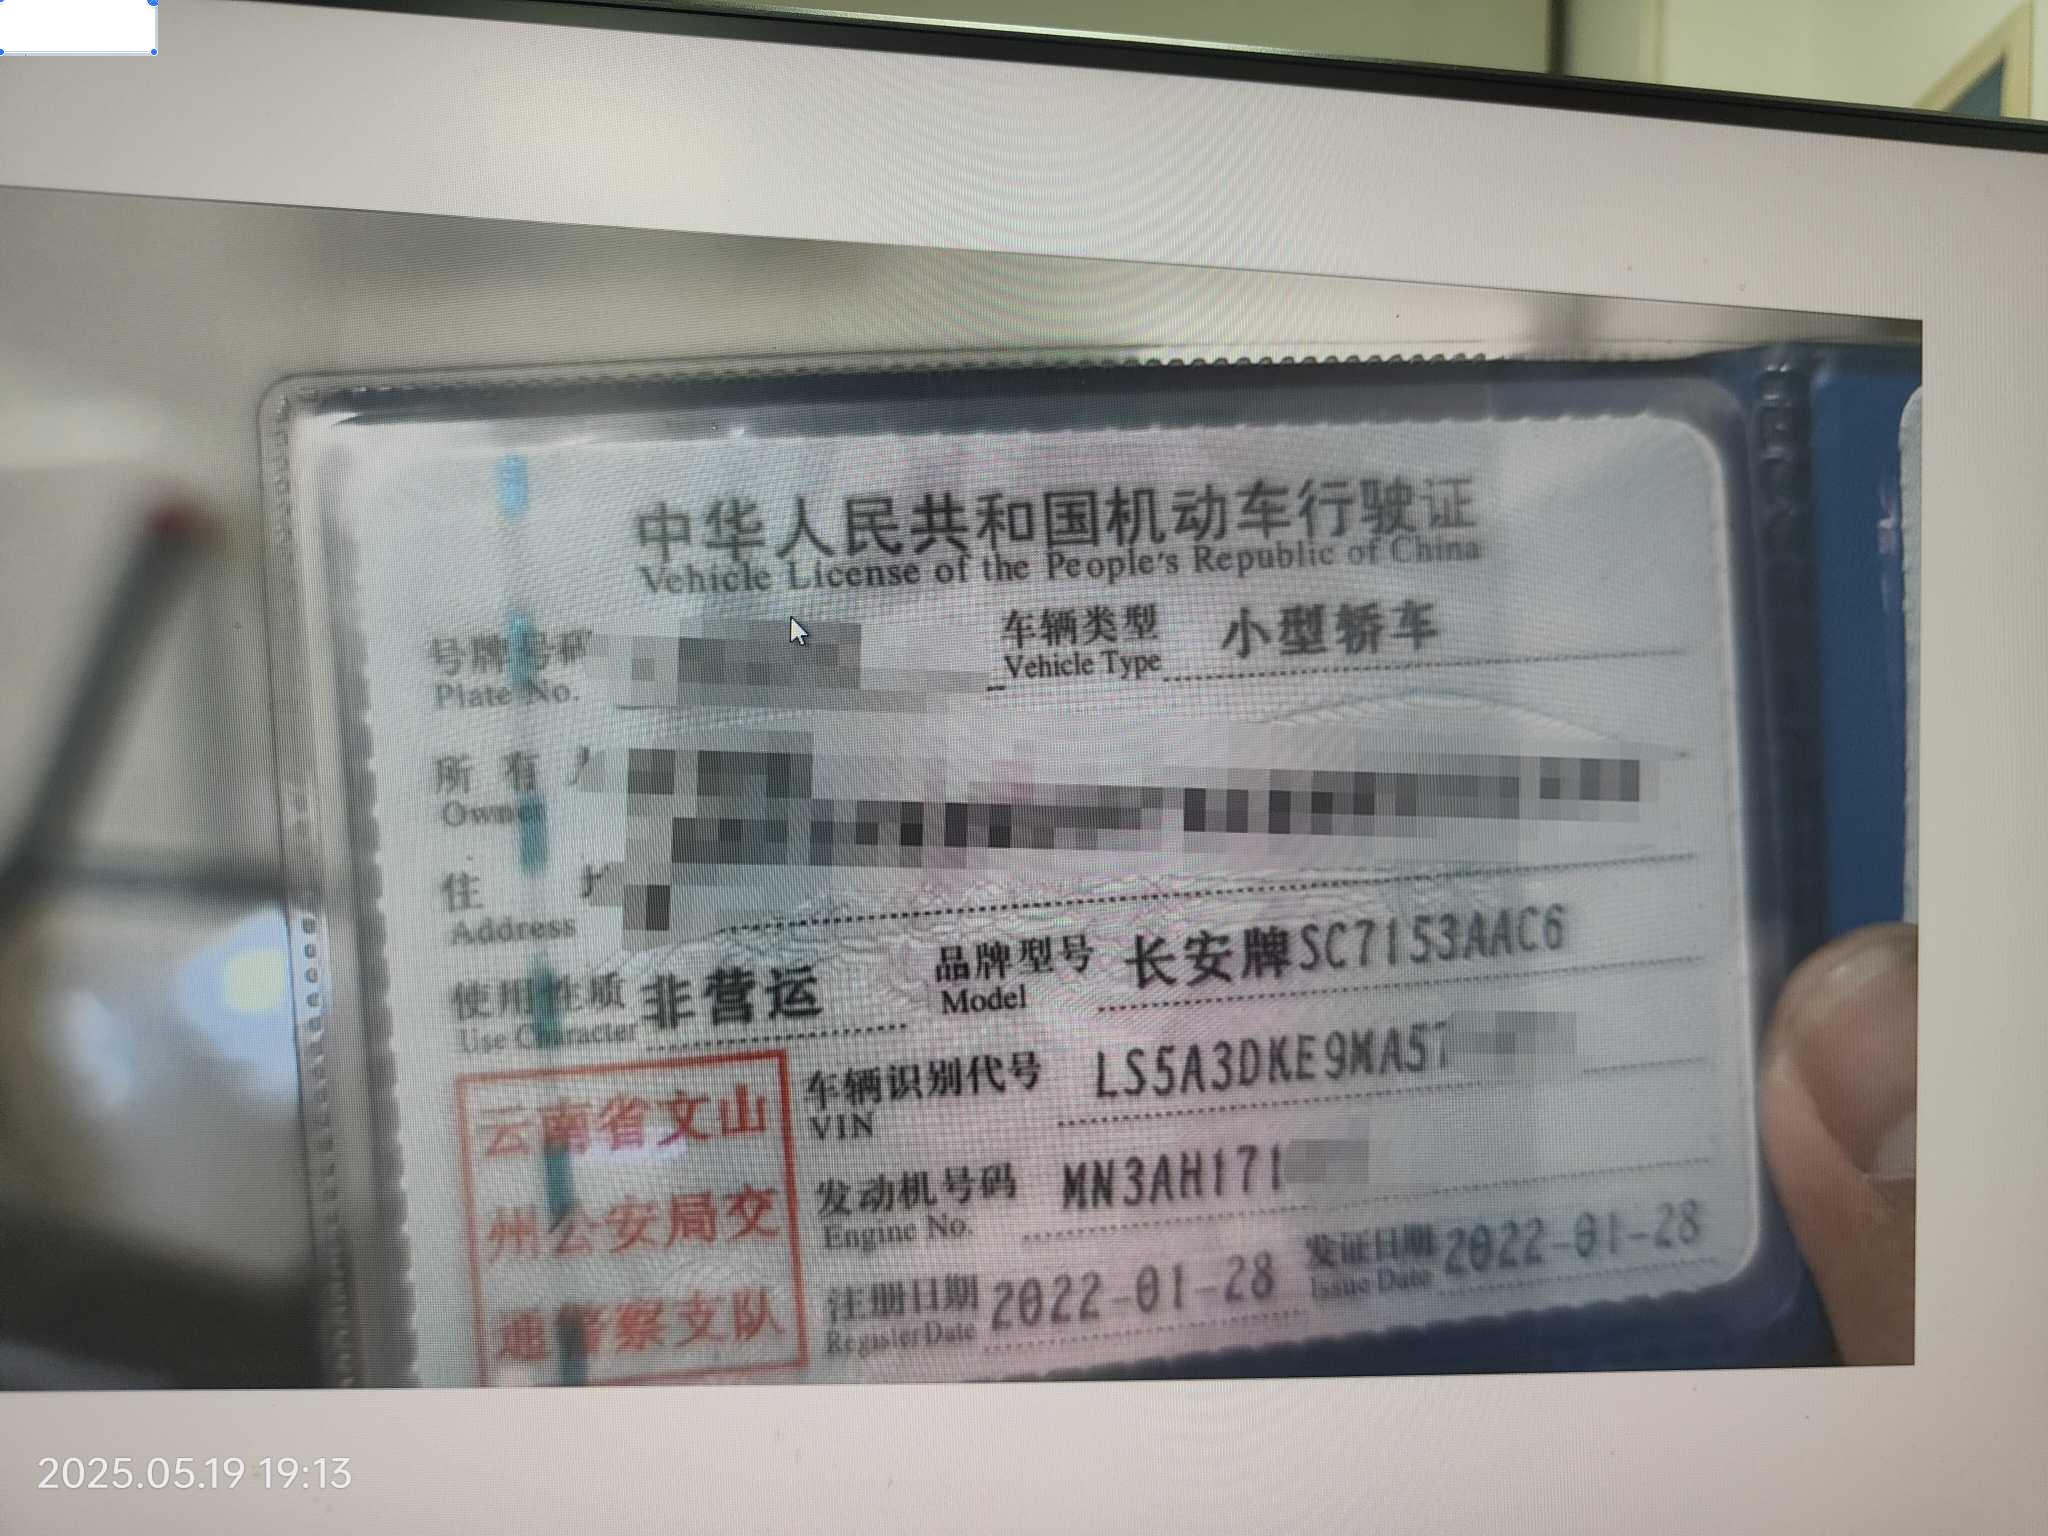 中华人民共和国机动车行驶证
Vehicle License of the People's Republic of China
号牌号码
Plate No.
车辆类型 小型轿车
Vehicle Type
所有
Owner
住
Address
使用性质 非营运
Use Character
品牌型号 长安牌SC7153AAC6
Model
车辆识别代号 LS5A3DKE9MA5
VIN
发动机号码 MN3AH171
Engine No.
注册日期 2022-01-28
Register Date
发证日期 2022-01-28
Issue Date
云南省文山
州公安局交
通警察支队
2025.05.19 19:13